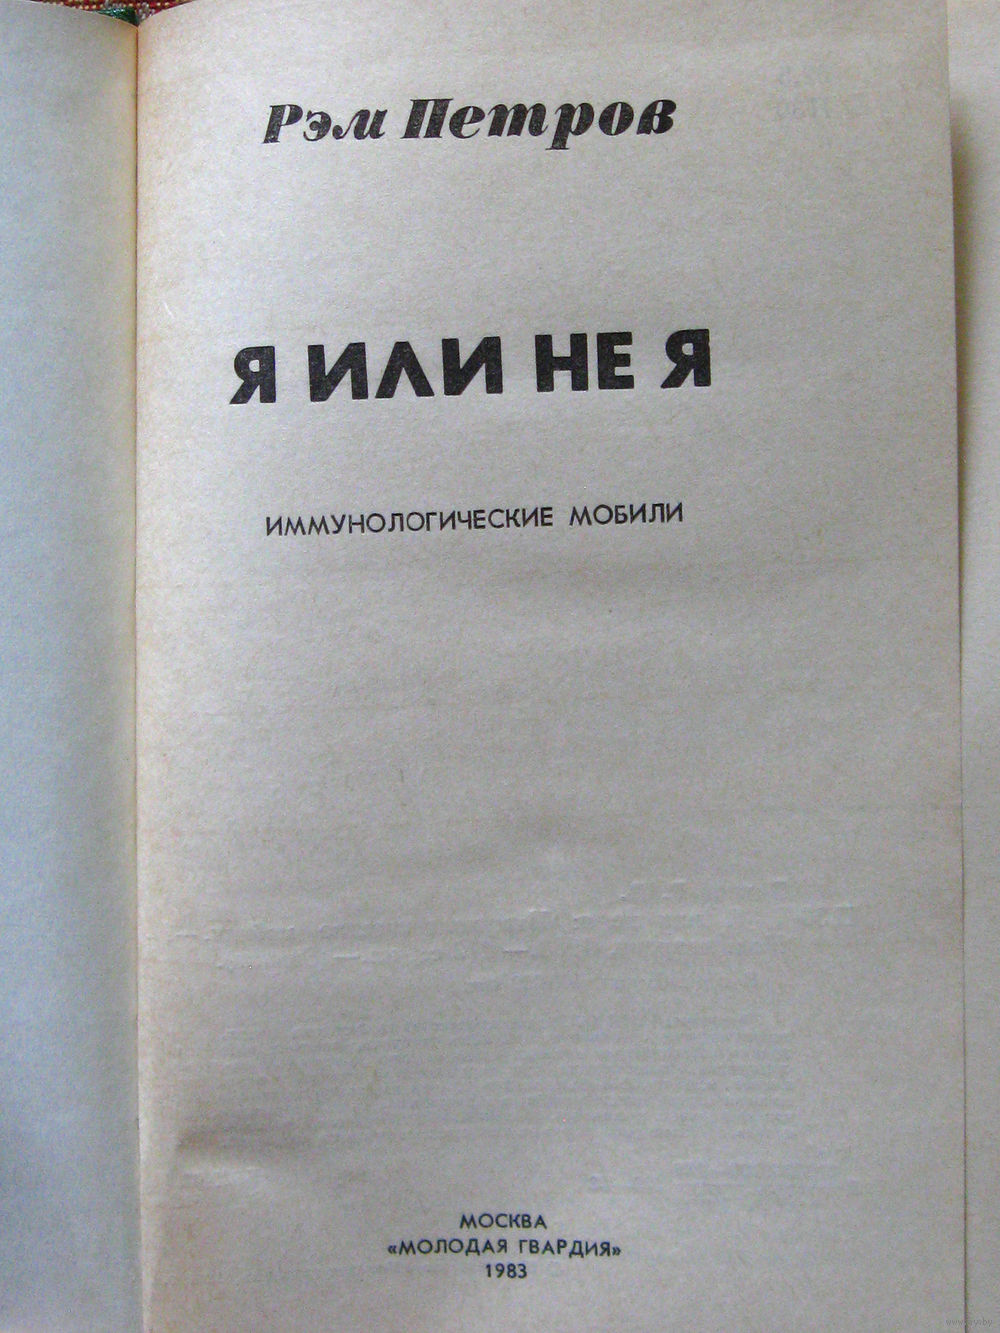 Рэм Петров
Я ИЛИ НЕ Я
ИММУНОЛОГИЧЕСКИЕ МОБИЛИ
МОСКВА
«МОЛОДАЯ ГВАРДИЯ»
1983